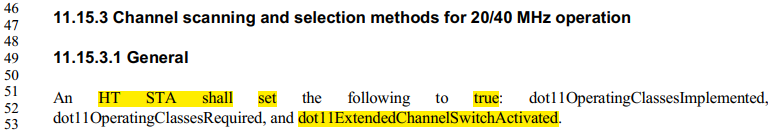 46
47 11.15.3 Channel scanning and selection methods for 20/40 MHz operation
48
49 11.15.3.1 General
50
51 An HT STA shall set the following to true: dot11OperatingClassesImplemented,
52 dot11OperatingClassesRequired, and dot11ExtendedChannelSwitchActivated.
53